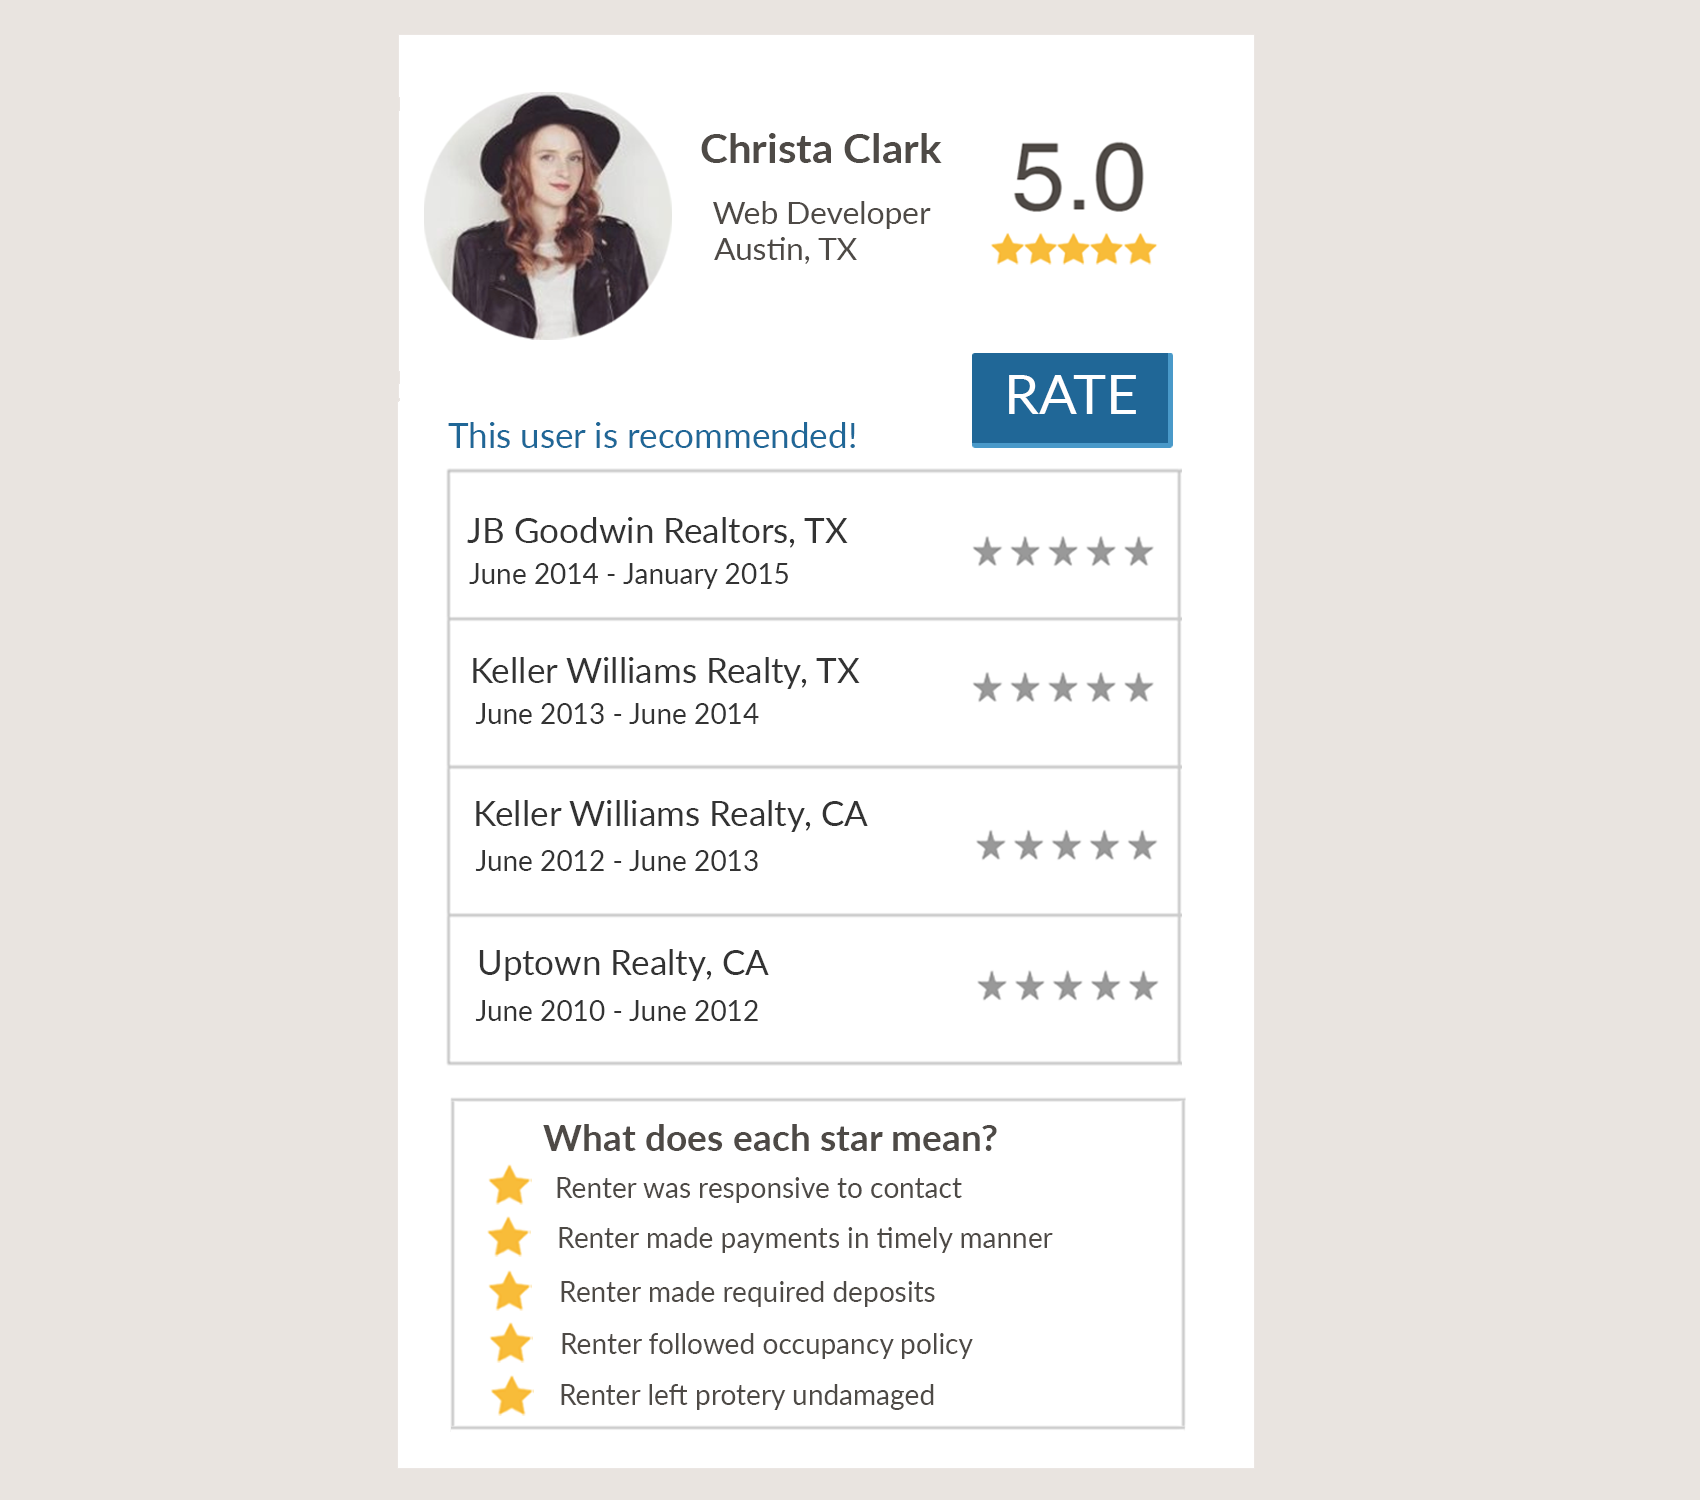 Christa Clark
Web Developer
Austin, TX
5.0
RATE
This user is recommended!
JB Goodwin Realtors, TX
June 2014 - January 2015
Keller Williams Realty, TX
June 2013 - June 2014
Keller Williams Realty, CA
June 2012 - June 2013
Uptown Realty, CA
June 2010 - June 2012
What does each star mean?
Renter was responsive to contact
Renter made payments in timely manner
Renter made required deposits
Renter followed occupancy policy
Renter left protery undamaged